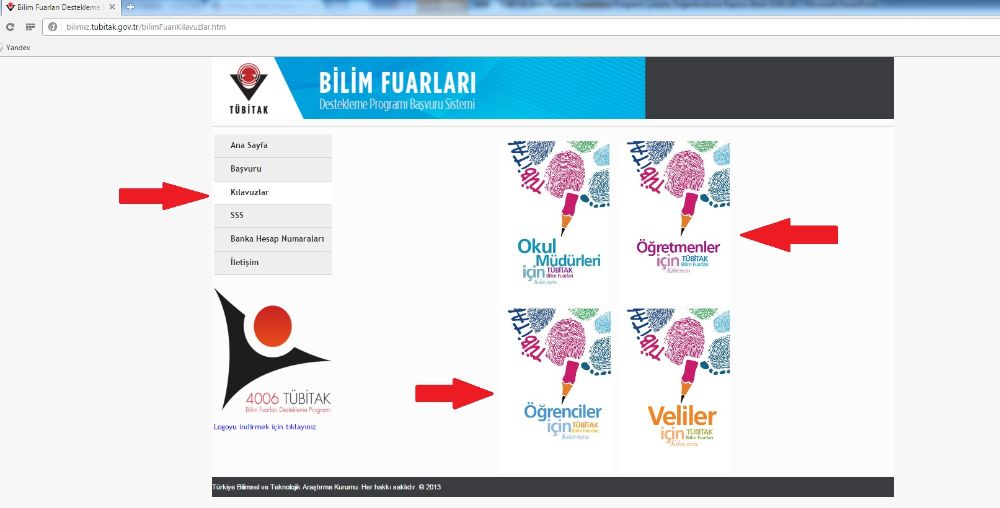 Bilim Fuarları Destekleme
bilimiz.tubitak.gov.tr/bilimFuariKilavuzlar.htm
Yandex
TÜBİTAK
BİLİM FUARLARI
Destekleme Programı Başvuru Sistemi
Ana Sayfa
Başvuru
Kılavuzlar
SSS
Banka Hesap Numaraları
İletişim
4006 TÜBİTAK
Bilim Fuarları Destekleme Programı
Logoyu indirmek için tıklayınız
TÜBİTAK
Okul
Müdürleri
için TÜBİTAK
Bilim Fuarları
Kılavuzu
TÜBİTAK
Öğretmenler
için TÜBİTAK
Bilim Fuarları
Kılavuzu
TÜBİTAK
Öğrenciler
için TÜBİTAK
Bilim Fuarları
Kılavuzu
TÜBİTAK
Veliler
için TÜBİTAK
Bilim Fuarları
Kılavuzu
Türkiye Bilimsel ve Teknolojik Araştırma Kurumu. Her hakkı saklıdır. © 2013